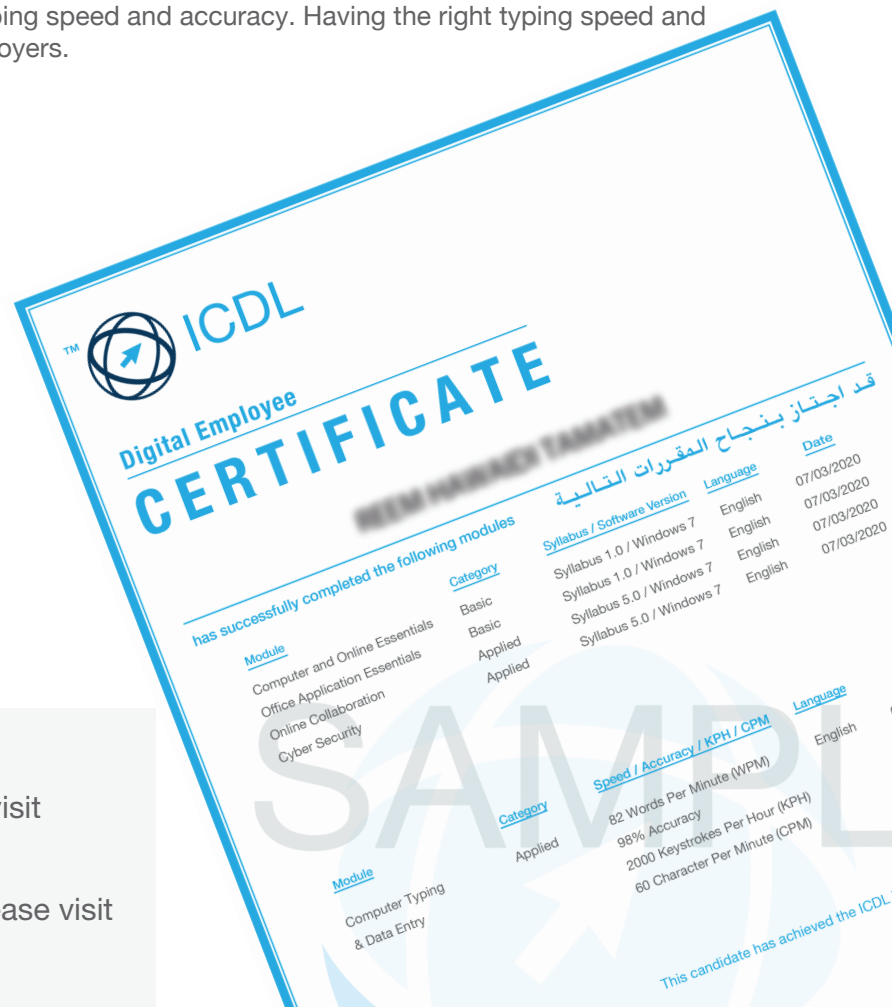 ping speed and accuracy. Having the right typing speed and
oyers.
TM
ICDL
Digital Employee
CERTIFICATE
has successfully completed the following modules
قد اجتاز بنجاح المقررات التالية
Module Category Syllabus / Software Version Language Date
Computer and Online Essentials Basic Syllabus 1.0 / Windows 7 English 07/03/2020
Office Application Essentials Basic Syllabus 1.0 / Windows 7 English 07/03/2020
Online Collaboration Applied Syllabus 5.0 / Windows 7 English 07/03/2020
Cyber Security Applied Syllabus 5.0 / Windows 7 English 07/03/2020
SAMPL
Module Category Speed / Accuracy / KPH / CPM Language
Computer Typing Applied 82 Words Per Minute (WPM) English
& Data Entry 98% Accuracy
2000 Keystrokes Per Hour (KPH)
60 Character Per Minute (CPM)
This candidate has achieved the ICDL
visit
ease visit